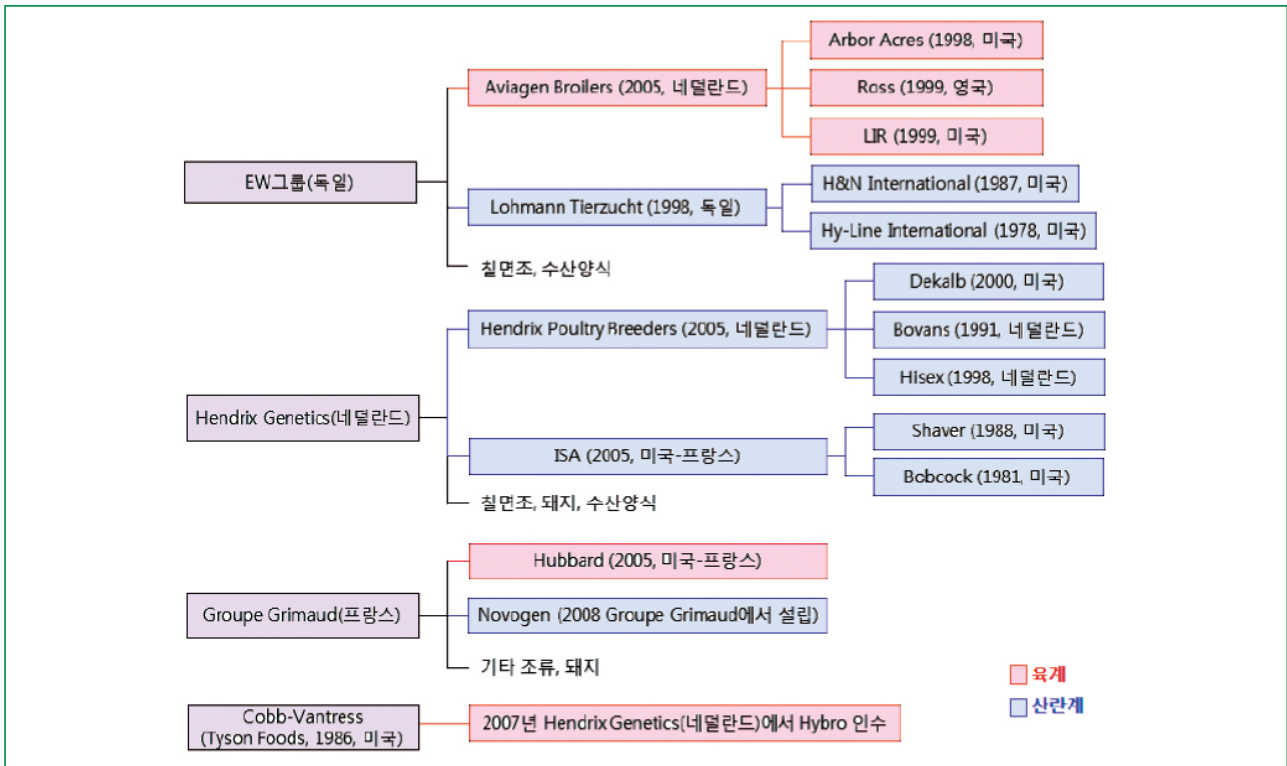 Arbor Acres (1998, 미국)
Aviagen Broilers (2005, 네덜란드)
Ross (1999, 영국)
LIR (1999, 미국)
EW그룹(독일)
H&N International (1987, 미국)
Lohmann Tierzucht (1998, 독일)
Hy-Line International (1978, 미국)
칠면조, 수산양식
Dekalb (2000, 미국)
Hendrix Poultry Breeders (2005, 네덜란드)
Bovans (1991, 네덜란드)
Hisex (1998, 네덜란드)
Hendrix Genetics(네덜란드)
Shaver (1988, 미국)
ISA (2005, 미국-프랑스)
Bobcock (1981, 미국)
칠면조, 돼지, 수산양식
Hubbard (2005, 미국-프랑스)
Groupe Grimaud(프랑스)
Novogen (2008 Groupe Grimaud에서 설립)
기타 조류, 돼지
육계
산란계
Cobb-Vantress
(Tyson Foods, 1986, 미국)
2007년 Hendrix Genetics(네덜란드)에서 Hybro 인수